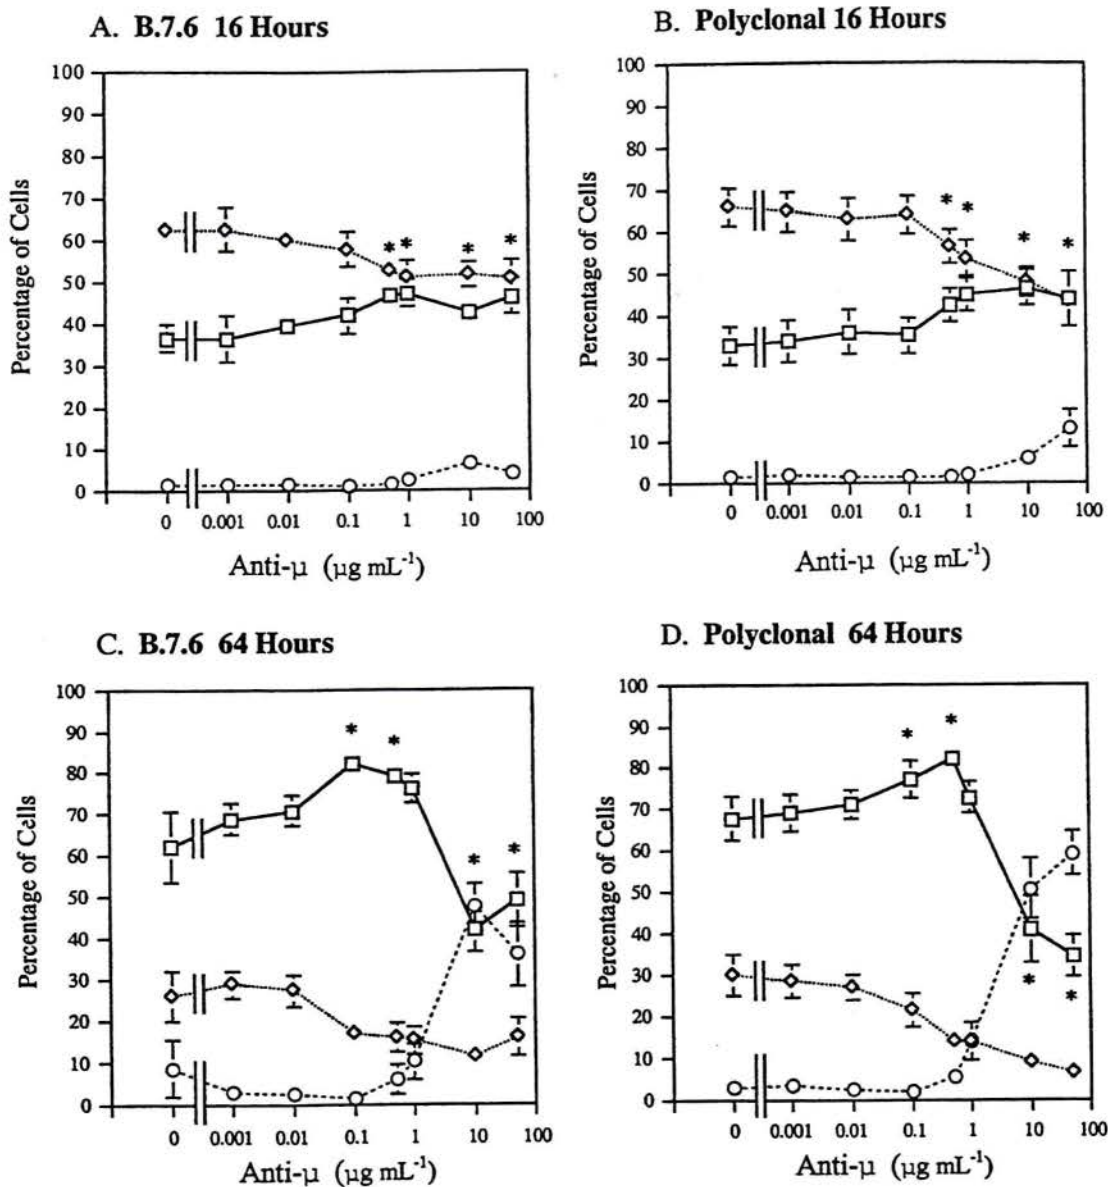 A. B.7.6 16 Hours
100
90
80
70
60
50
40
30
20
10
0
Percentage of Cells
* * * *
0 0.001 0.01 0.1 1 10 100
Anti-µ (µg mL⁻¹)
B. Polyclonal 16 Hours
100
90
80
70
60
50
40
30
20
10
0
Percentage of Cells
* * * *
0 0.001 0.01 0.1 1 10 100
Anti-µ (µg mL⁻¹)
C. B.7.6 64 Hours
100
90
80
70
60
50
40
30
20
10
0
Percentage of Cells
* * * *
0 0.001 0.01 0.1 1 10 100
Anti-µ (µg mL⁻¹)
D. Polyclonal 64 Hours
100
90
80
70
60
50
40
30
20
10
0
Percentage of Cells
* * * *
0 0.001 0.01 0.1 1 10 100
Anti-µ (µg mL⁻¹)